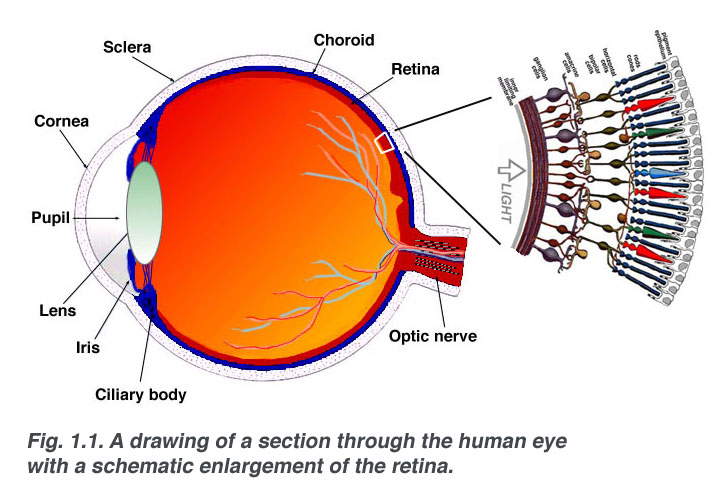 Sclera
Choroid
Retina
Cornea
Pupil
Lens
Iris
Ciliary body
Optic nerve
inner
limiting
membrane
ganglion
cells
amacrine
cells
bipolar
cells
horizontal
cells
rods
cones
pigment
epithelium
LIGHT
Fig. 1.1. A drawing of a section through the human eye
with a schematic enlargement of the retina.